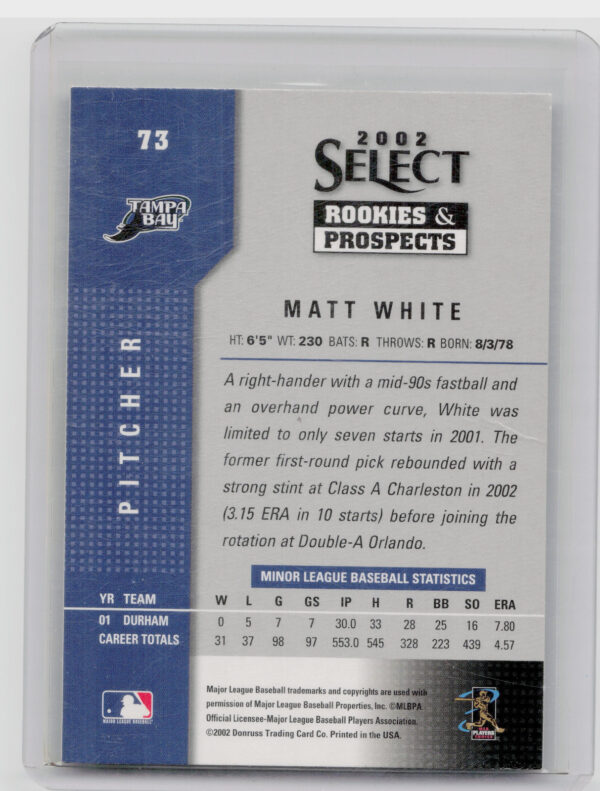 73
2002
SELECT
TAMPA
BAY
ROOKIES &
PROSPECTS
MATT WHITE
HT: 6'5" WT: 230 BATS: R THROWS: R BORN: 8/3/78
PITCHER
A right-hander with a mid-90s fastball and
an overhand power curve, White was
limited to only seven starts in 2001. The
former first-round pick rebounded with a
strong stint at Class A Charleston in 2002
(3.15 ERA in 10 starts) before joining the
rotation at Double-A Orlando.
MINOR LEAGUE BASEBALL STATISTICS
YR TEAM W L G GS IP H R BB SO ERA
01 DURHAM 0 5 7 7 30.0 33 28 25 16 7.80
CAREER TOTALS 31 37 98 97 553.0 545 328 223 439 4.57
Major League Baseball trademarks and copyrights are used with
permission of Major League Baseball Properties, Inc. ©MLBPA
Official Licensee-Major League Baseball Players Association.
©2002 Donruss Trading Card Co. Printed in the USA.
MAJOR LEAGUE BASEBALL
PLAYERS